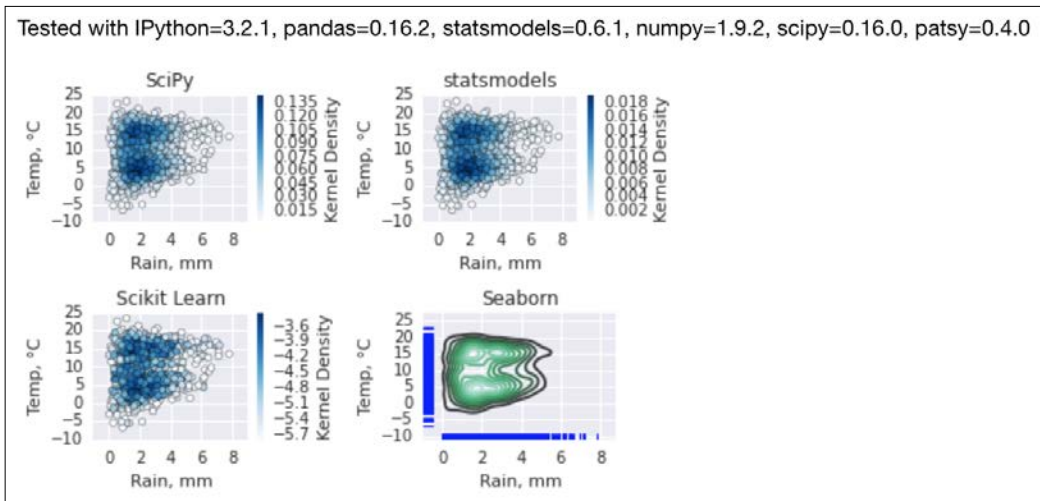 Tested with IPython=3.2.1, pandas=0.16.2, statsmodels=0.6.1, numpy=1.9.2, scipy=0.16.0, patsy=0.4.0
SciPy
25
20
15
10
5
0
−5
−10
Temp, °C
0 2 4 6 8
Rain, mm
0.135
0.120
0.105
0.090
0.075
0.060
0.045
0.030
0.015
Kernel Density
statsmodels
25
20
15
10
5
0
−5
−10
Temp, °C
0 2 4 6 8
Rain, mm
0.018
0.016
0.014
0.012
0.010
0.008
0.006
0.004
0.002
Kernel Density
Scikit Learn
25
20
15
10
5
0
−5
−10
Temp, °C
0 2 4 6 8
Rain, mm
−3.6
−3.9
−4.2
−4.5
−4.8
−5.1
−5.4
−5.7
Kernel Density
Seaborn
25
20
15
10
5
0
−5
−10
Temp, °C
0 2 4 6 8
Rain, mm